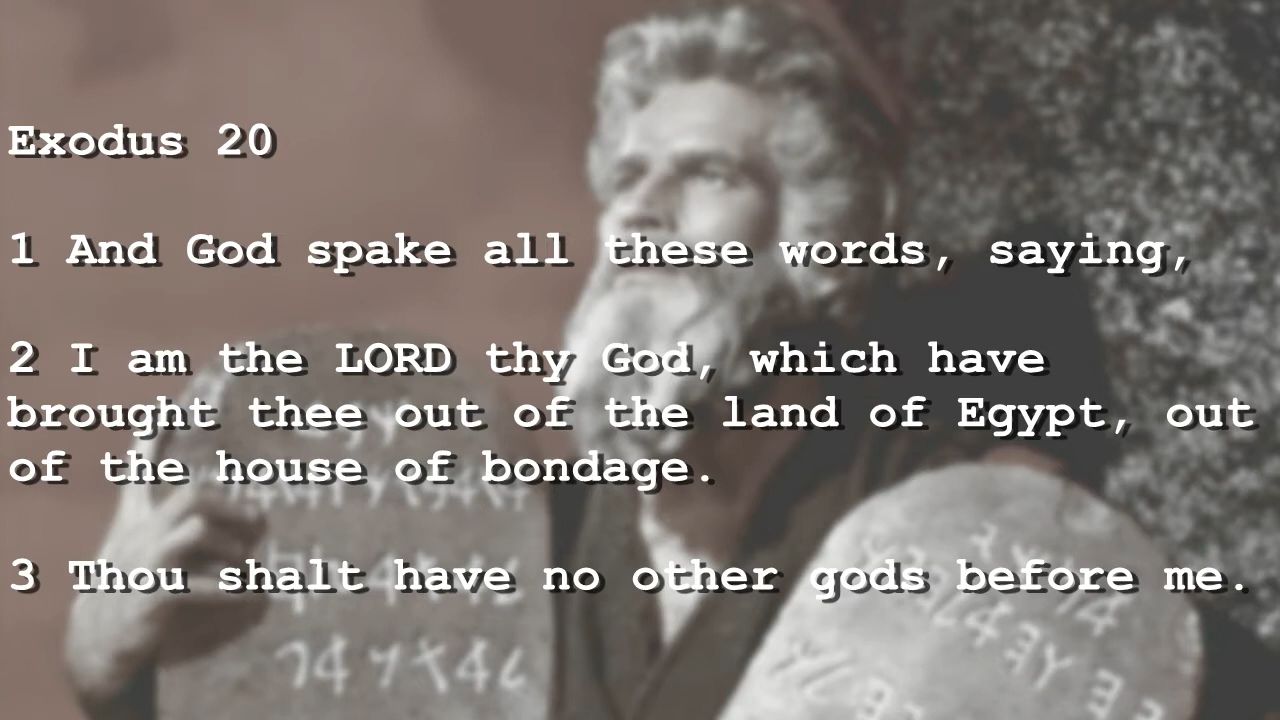 Exodus 20
1 And God spake all these words, saying,
2 I am the LORD thy God, which have
brought thee out of the land of Egypt, out
of the house of bondage.
3 Thou shalt have no other gods before me.